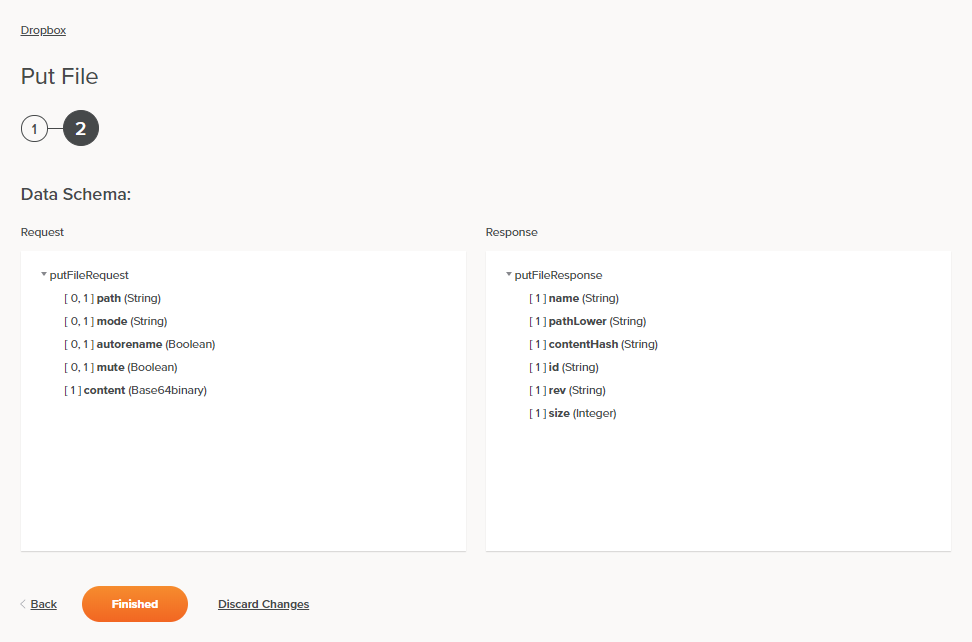 Dropbox
Put File
1 2
Data Schema:
Request
putFileRequest
[ 0, 1 ] path (String)
[ 0, 1 ] mode (String)
[ 0, 1 ] autorename (Boolean)
[ 0, 1 ] mute (Boolean)
[ 1 ] content (Base64binary)
Response
putFileResponse
[ 1 ] name (String)
[ 1 ] pathLower (String)
[ 1 ] contentHash (String)
[ 1 ] id (String)
[ 1 ] rev (String)
[ 1 ] size (Integer)
Back Finished Discard Changes